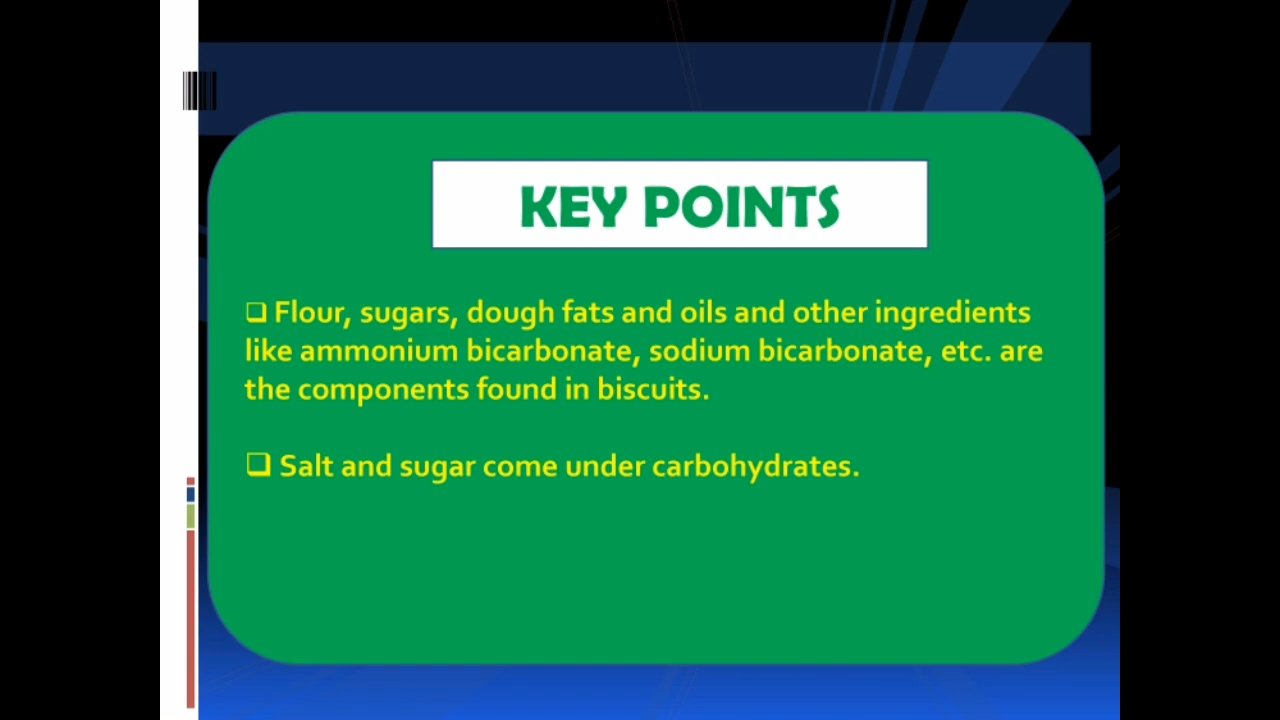 KEY POINTS
❑ Flour, sugars, dough fats and oils and other ingredients
like ammonium bicarbonate, sodium bicarbonate, etc. are
the components found in biscuits.
❑ Salt and sugar come under carbohydrates.